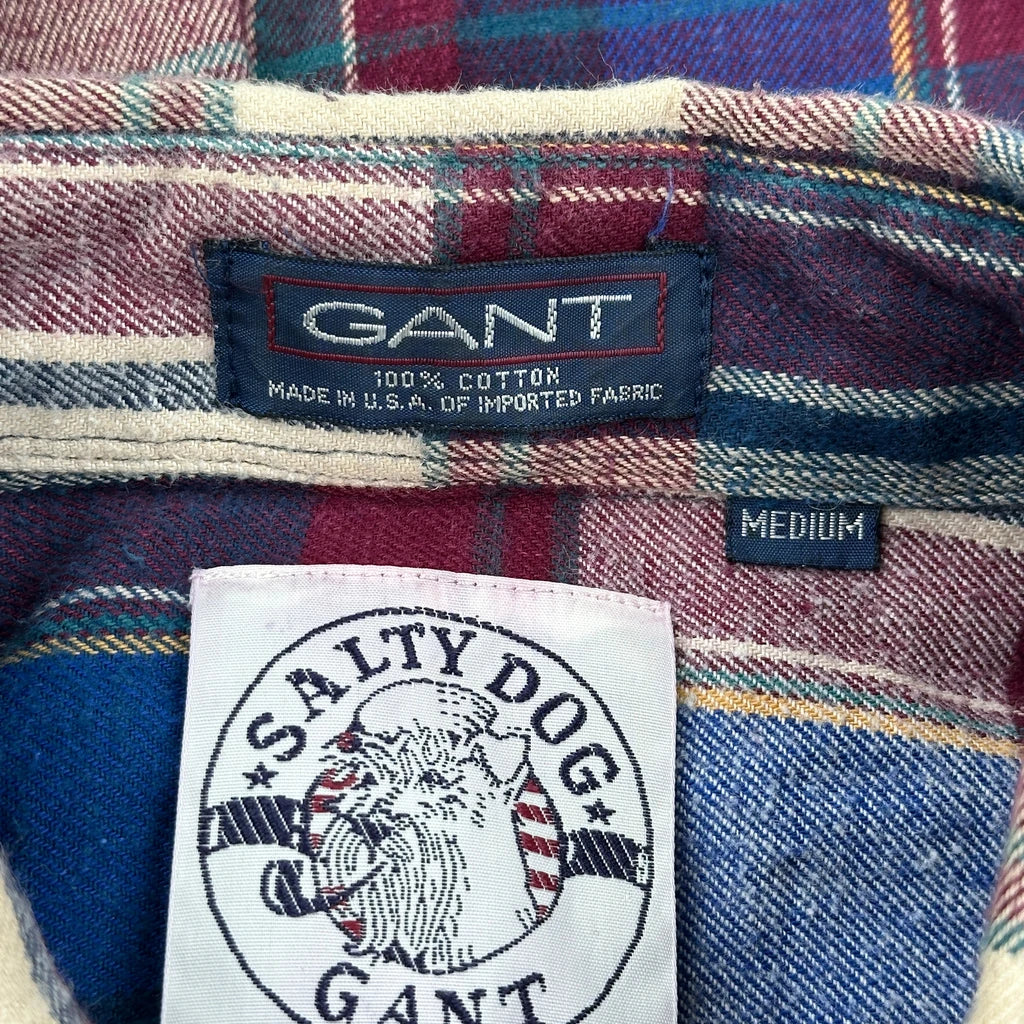 GANT
100% COTTON
MADE IN U.S.A. OF IMPORTED FABRIC
MEDIUM
SALTY DOG
GANT